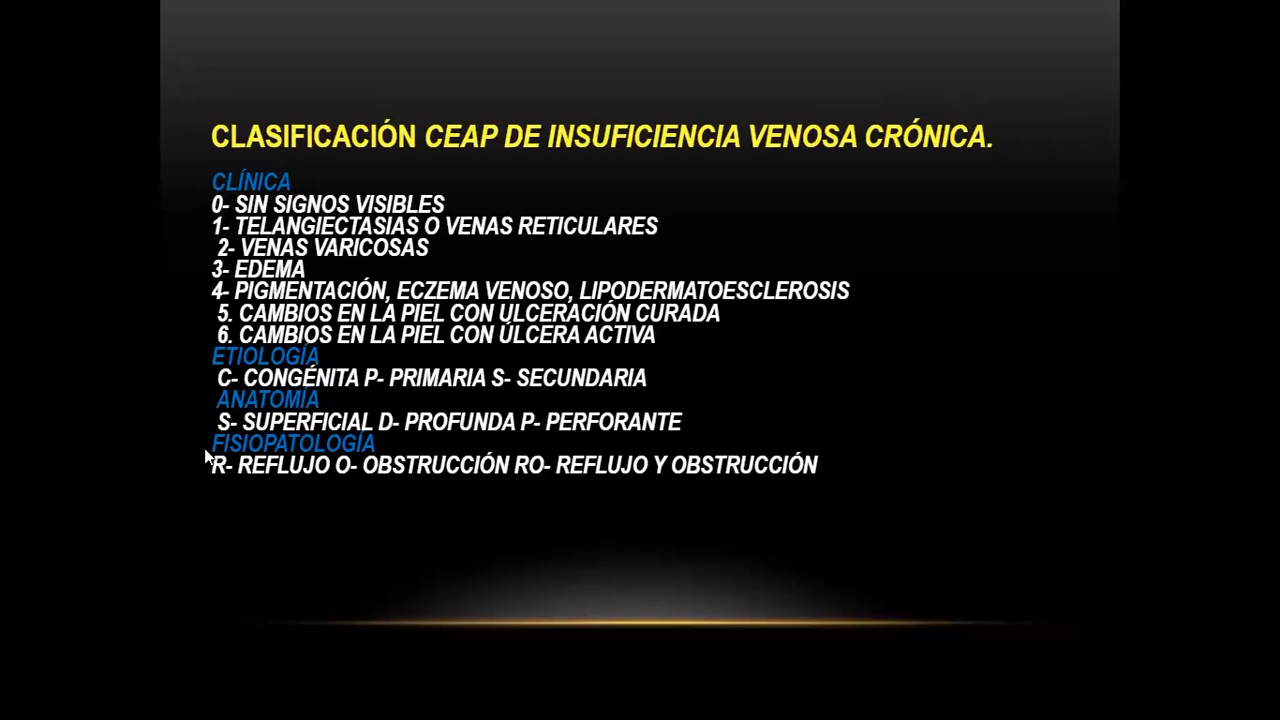 CLASIFICACIÓN CEAP DE INSUFICIENCIA VENOSA CRÓNICA.
CLÍNICA
0- SIN SIGNOS VISIBLES
1- TELANGIECTASIAS O VENAS RETICULARES
2- VENAS VARICOSAS
3- EDEMA
4- PIGMENTACIÓN, ECZEMA VENOSO, LIPODERMATOESCLEROSIS
5. CAMBIOS EN LA PIEL CON ULCERACIÓN CURADA
6. CAMBIOS EN LA PIEL CON ÚLCERA ACTIVA
ETIOLOGÍA
C- CONGÉNITA P- PRIMARIA S- SECUNDARIA
ANATOMÍA
S- SUPERFICIAL D- PROFUNDA P- PERFORANTE
FISIOPATOLOGÍA
R- REFLUJO O- OBSTRUCCIÓN RO- REFLUJO Y OBSTRUCCIÓN